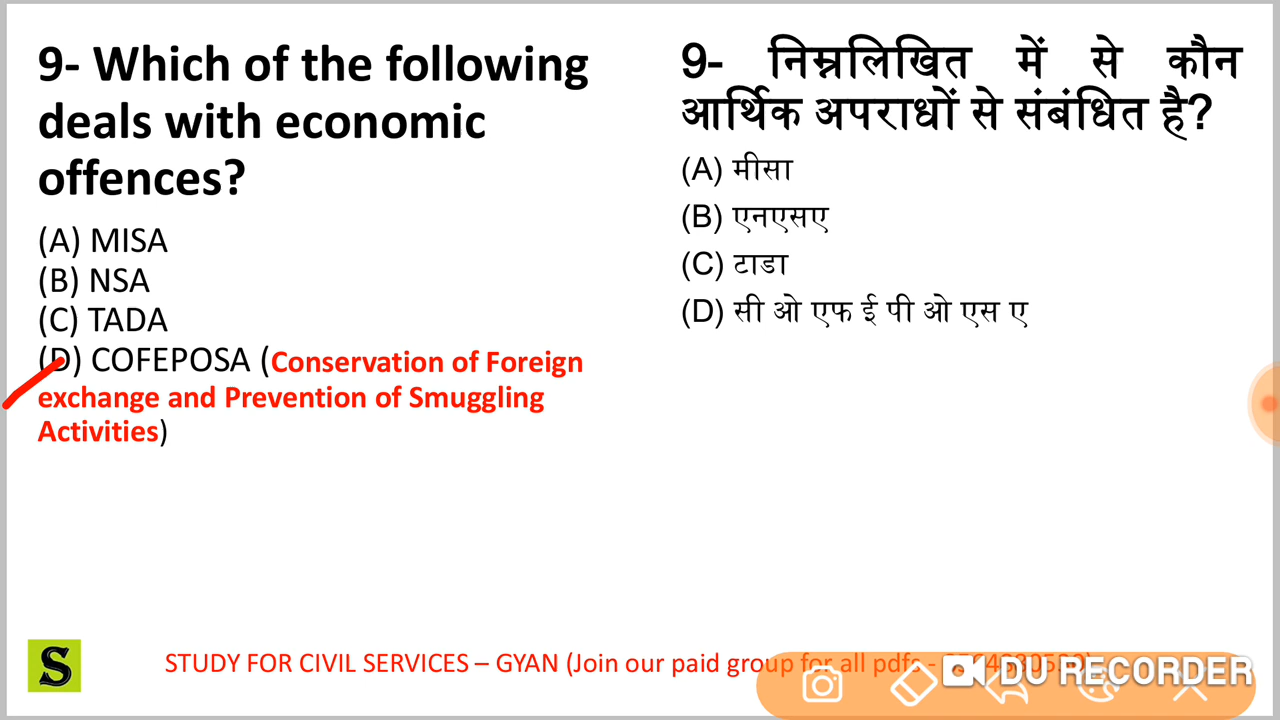 9- Which of the following
deals with economic
offences?
(A) MISA
(B) NSA
(C) TADA
(D) COFEPOSA (Conservation of Foreign
exchange and Prevention of Smuggling
Activities)
9- निम्नलिखित में से कौन
आर्थिक अपराधों से संबंधित है?
(A) मीसा
(B) एनएसए
(C) टाडा
(D) सी ओ एफ ई पी ओ एस ए
S
STUDY FOR CIVIL SERVICES – GYAN (Join our paid group for all pdfs -
DU RECORDER